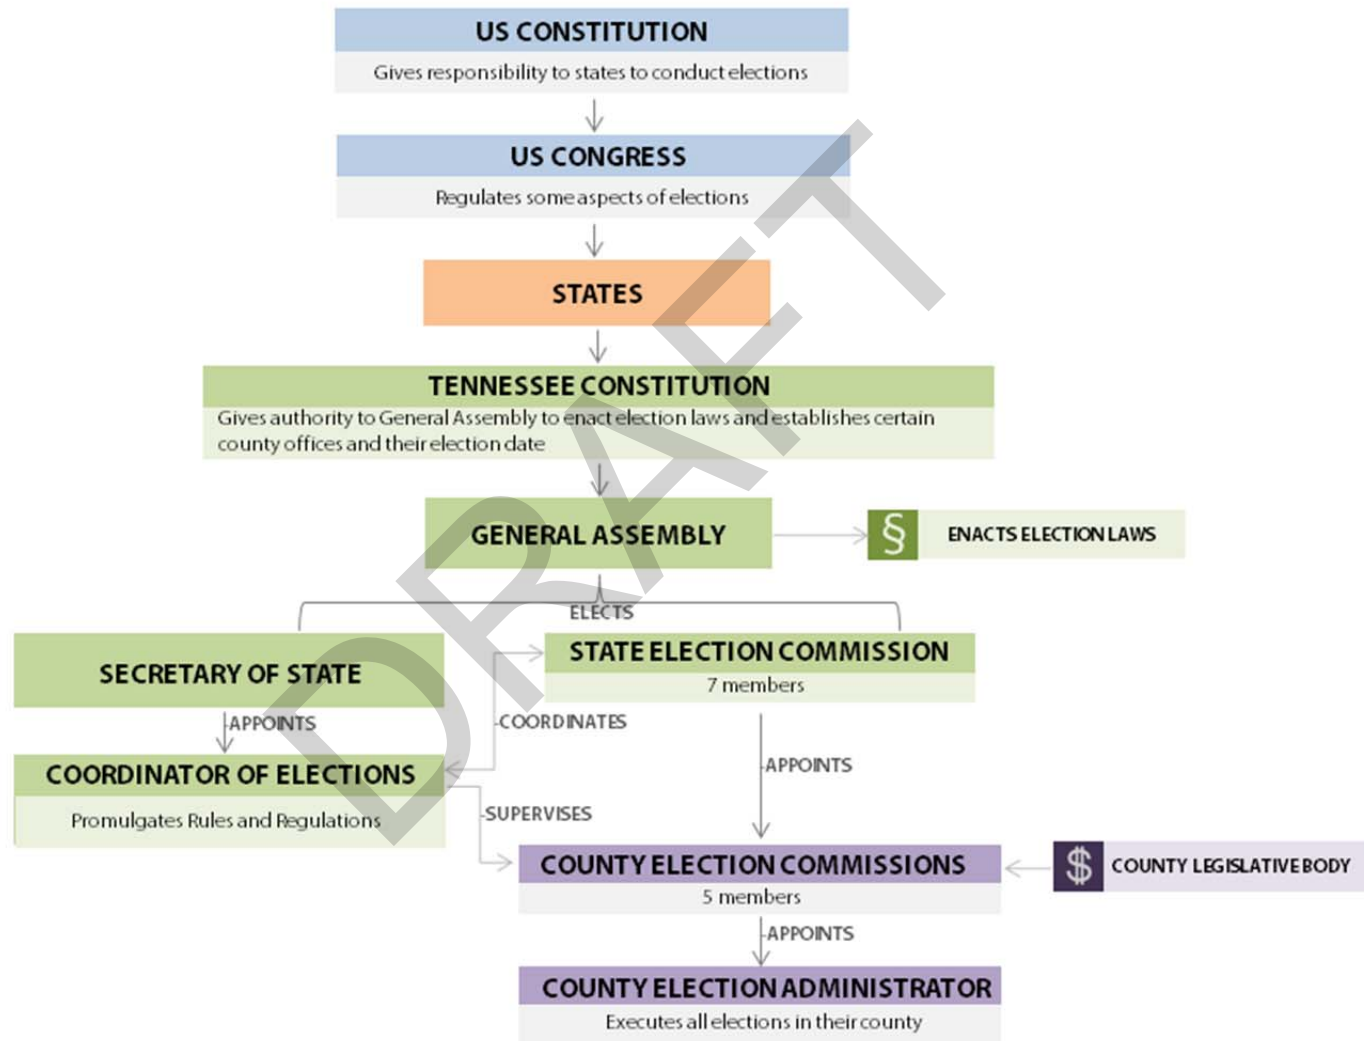 US CONSTITUTION
Gives responsibility to states to conduct elections
US CONGRESS
Regulates some aspects of elections
STATES
TENNESSEE CONSTITUTION
Gives authority to General Assembly to enact election laws and establishes certain
county offices and their election date
GENERAL ASSEMBLY
§ ENACTS ELECTION LAWS
ELECTS
SECRETARY OF STATE
STATE ELECTION COMMISSION
7 members
APPOINTS
COORDINATES
COORDINATOR OF ELECTIONS
Promulgates Rules and Regulations
APPOINTS
SUPERVISES
COUNTY ELECTION COMMISSIONS
5 members
$ COUNTY LEGISLATIVE BODY
APPOINTS
COUNTY ELECTION ADMINISTRATOR
Executes all elections in their county
DRAFT